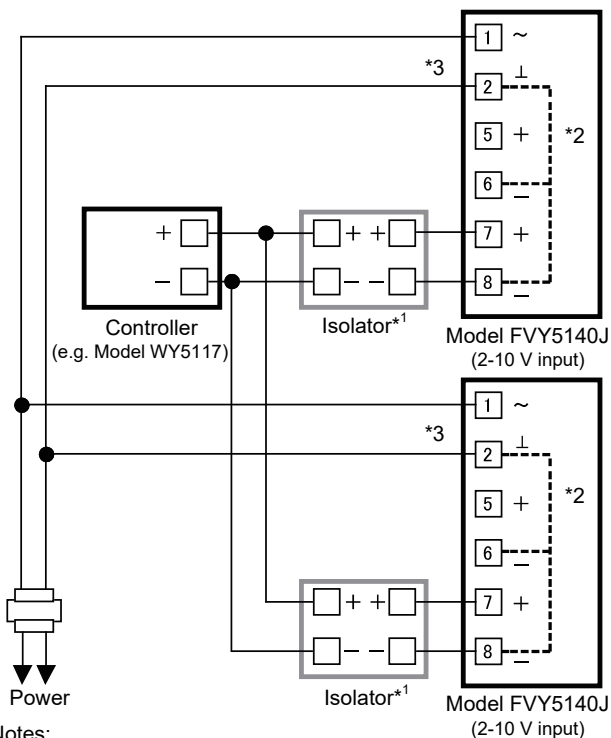 1 ~
*3
2 ⊥
5 +
*2
6 −
+ + + 7 +
− − − 8 −
Controller
(e.g. Model WY5117)
Isolator*1
Model FVY5140J
(2-10 V input)
1 ~
*3
2 ⊥
5 +
*2
6 −
+ + 7 +
− − 8 −
Power
Isolator*1
Model FVY5140J
(2-10 V input)
Notes: